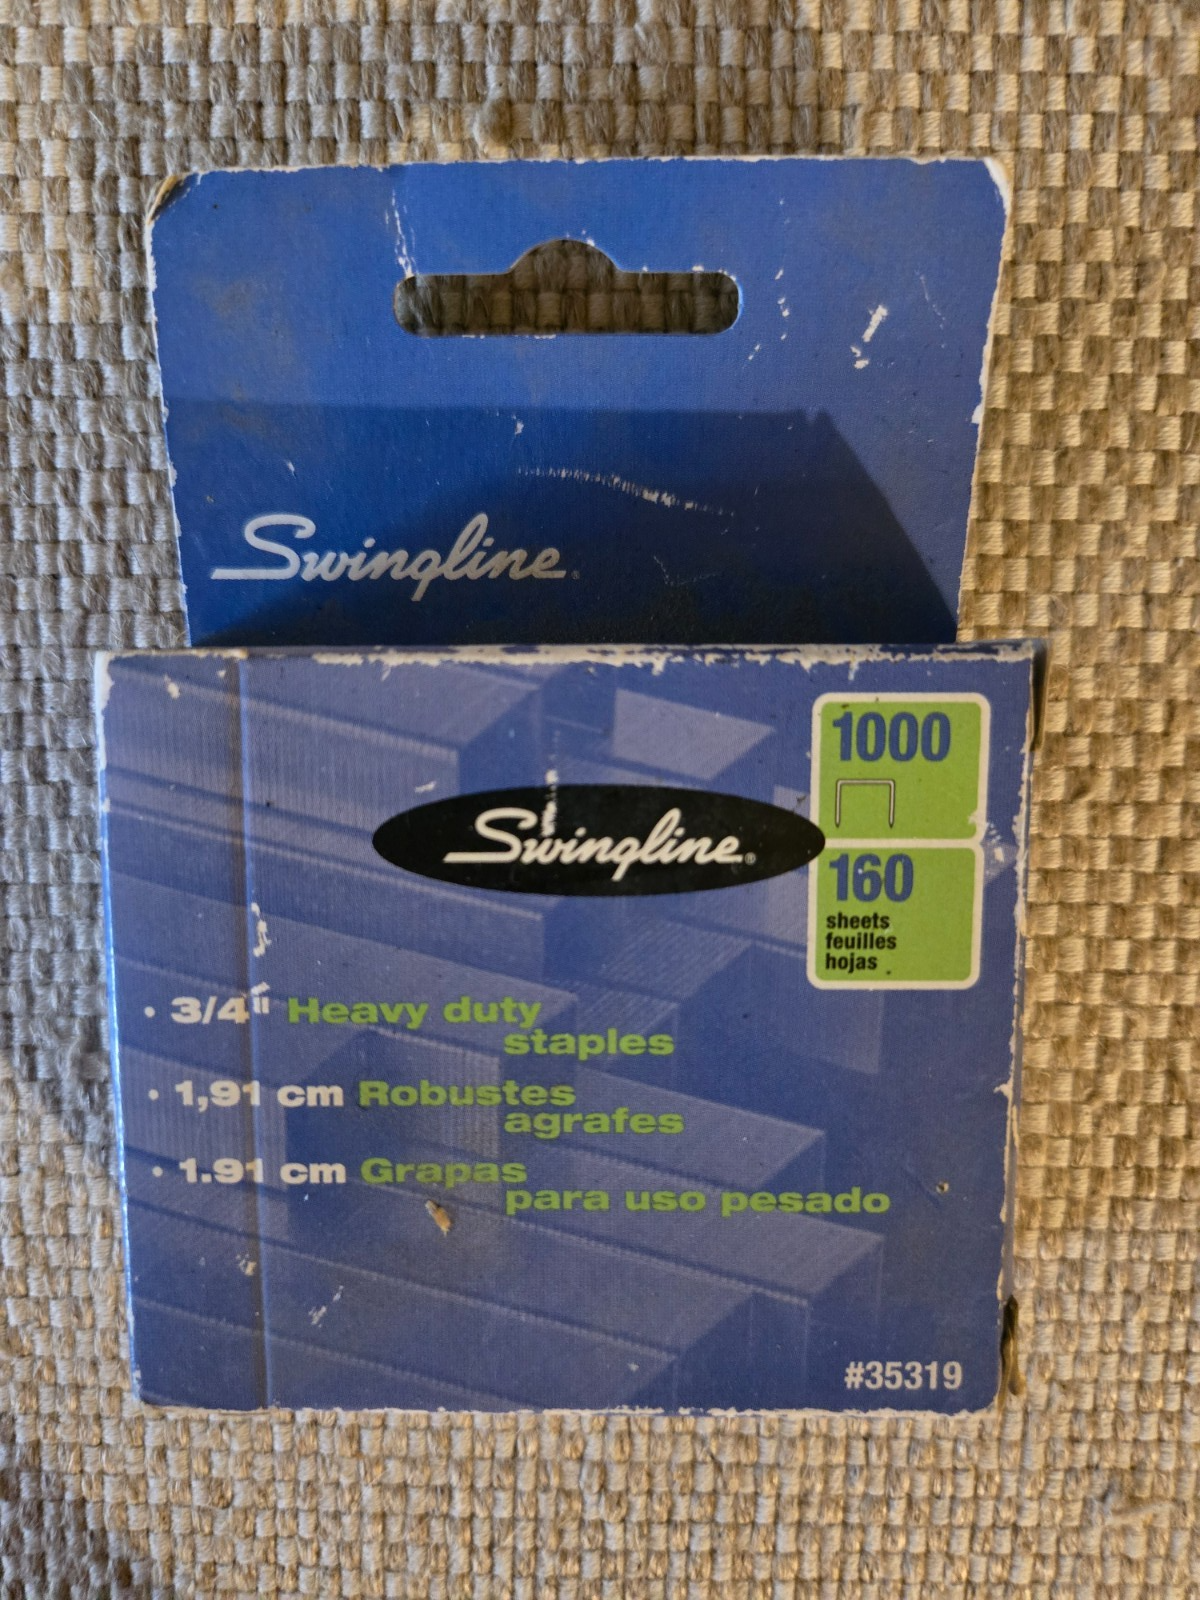 Swingline®
Swingline®
1000
160
sheets
feuilles
hojas
• 3/4" Heavy duty
staples
• 1,91 cm Robustes
agrafes
• 1.91 cm Grapas
para uso pesado
#35319